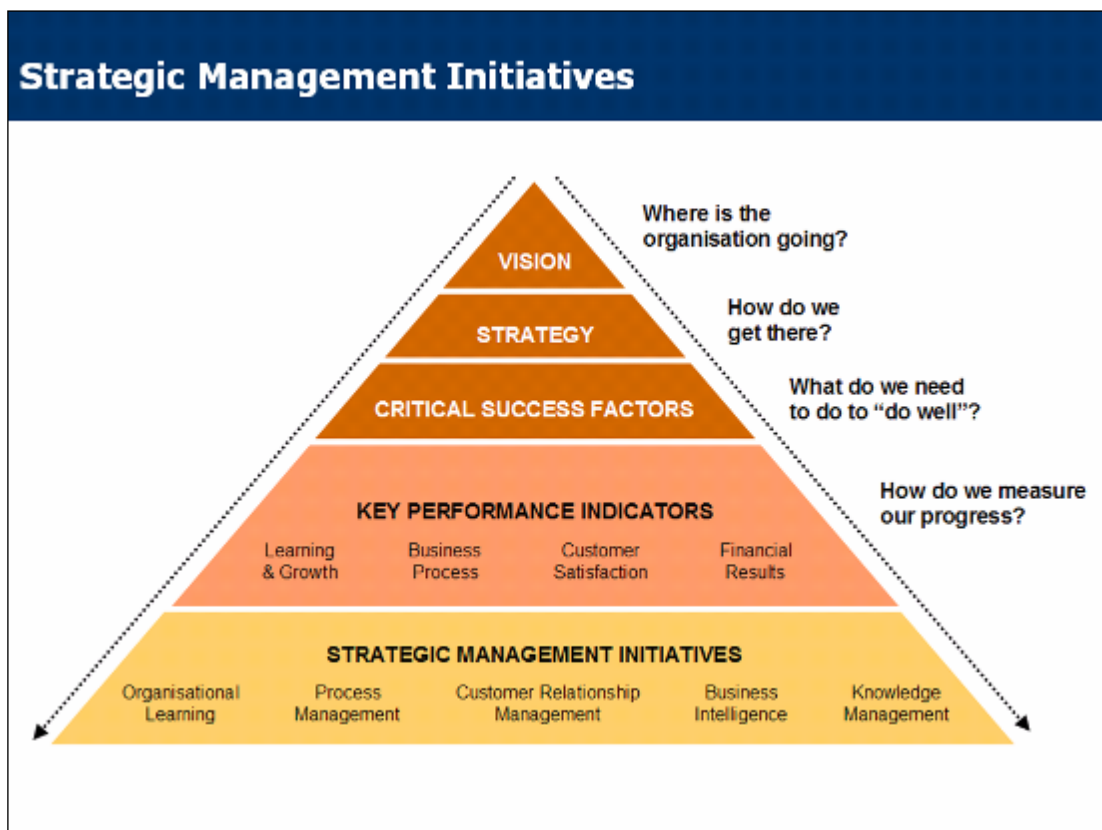 Strategic Management Initiatives
Where is the
organisation going?
VISION
How do we
get there?
STRATEGY
What do we need
to do to “do well”?
CRITICAL SUCCESS FACTORS
How do we measure
our progress?
KEY PERFORMANCE INDICATORS
Learning
& Growth
Business
Process
Customer
Satisfaction
Financial
Results
STRATEGIC MANAGEMENT INITIATIVES
Organisational
Learning
Process
Management
Customer Relationship
Management
Business
Intelligence
Knowledge
Management